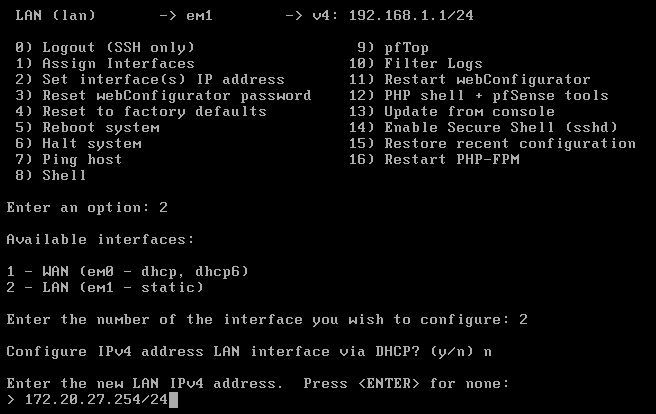 LAN (lan)       -> em1        -> v4: 192.168.1.1/24
0) Logout (SSH only)                  9) pfTop
1) Assign Interfaces                 10) Filter Logs
2) Set interface(s) IP address       11) Restart webConfigurator
3) Reset webConfigurator password    12) PHP shell + pfSense tools
4) Reset to factory defaults         13) Update from console
5) Reboot system                     14) Enable Secure Shell (sshd)
6) Halt system                       15) Restore recent configuration
7) Ping host                         16) Restart PHP-FPM
8) Shell
Enter an option: 2
Available interfaces:
1 - WAN (em0 - dhcp, dhcp6)
2 - LAN (em1 - static)
Enter the number of the interface you wish to configure: 2
Configure IPv4 address LAN interface via DHCP? (y/n) n
Enter the new LAN IPv4 address.  Press <ENTER> for none:
> 172.20.27.254/24